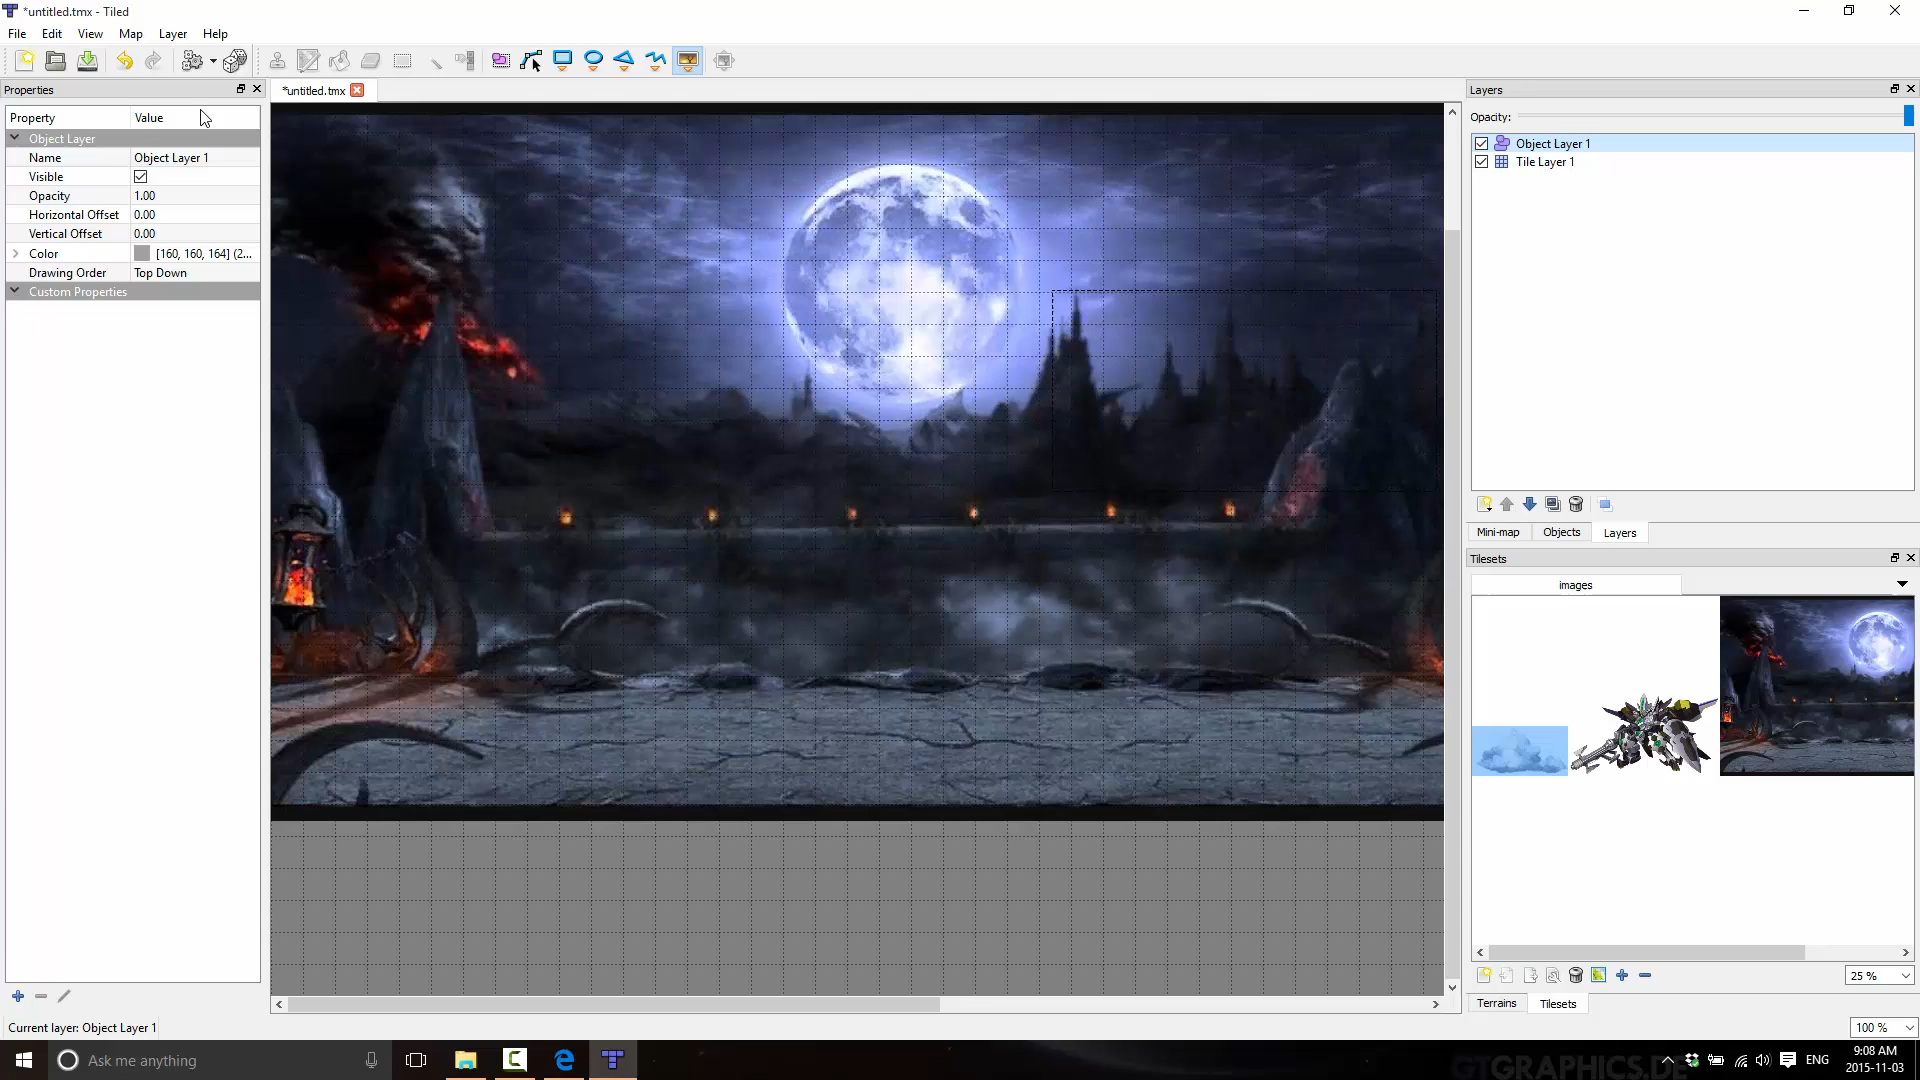 *untitled.tmx - Tiled
File Edit View Map Layer Help
Properties
Property Value
Object Layer
Name Object Layer 1
Visible
Opacity 1.00
Horizontal Offset 0.00
Vertical Offset 0.00
Color [160, 160, 164] (2...
Drawing Order Top Down
Custom Properties
Current layer: Object Layer 1
*untitled.tmx
Layers
Opacity:
Object Layer 1
Tile Layer 1
Mini-map Objects Layers
Tilesets
images
25 %
Terrains Tilesets
100 %
Ask me anything
GTGRAPHICS.DE
ENG
9:08 AM
2015-11-03